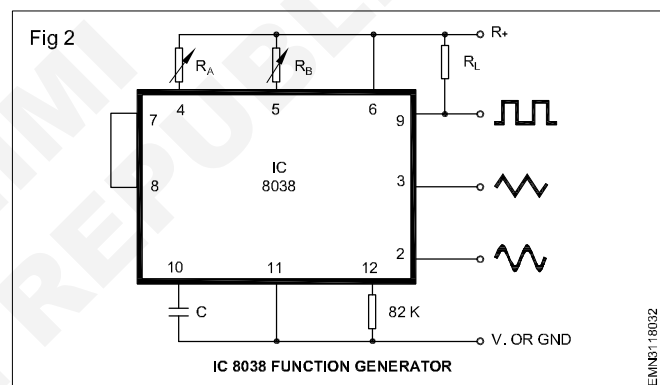 Fig 2
R+
RA
RB
RL
4
5
6
7
9
IC
8038
8
3
2
10
11
12
C
82 K
V. OR GND
IC 8038 FUNCTION GENERATOR
EMN3118032